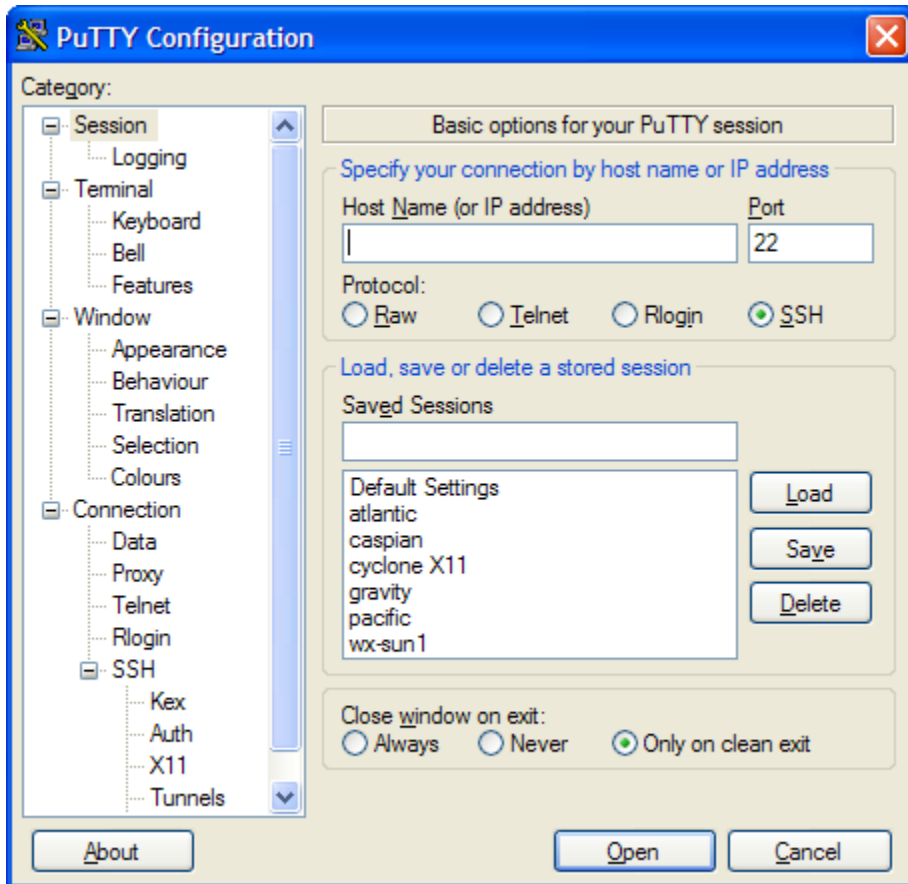 PuTTY Configuration
Category:
Session
Logging
Terminal
Keyboard
Bell
Features
Window
Appearance
Behaviour
Translation
Selection
Colours
Connection
Data
Proxy
Telnet
Rlogin
SSH
Kex
Auth
X11
Tunnels
Basic options for your PuTTY session
Specify your connection by host name or IP address
Host Name (or IP address) Port
22
Protocol:
Raw Telnet Rlogin SSH
Load, save or delete a stored session
Saved Sessions
Default Settings
atlantic
caspian
cyclone X11
gravity
pacific
wx-sun1
Load
Save
Delete
Close window on exit:
Always Never Only on clean exit
About Open Cancel